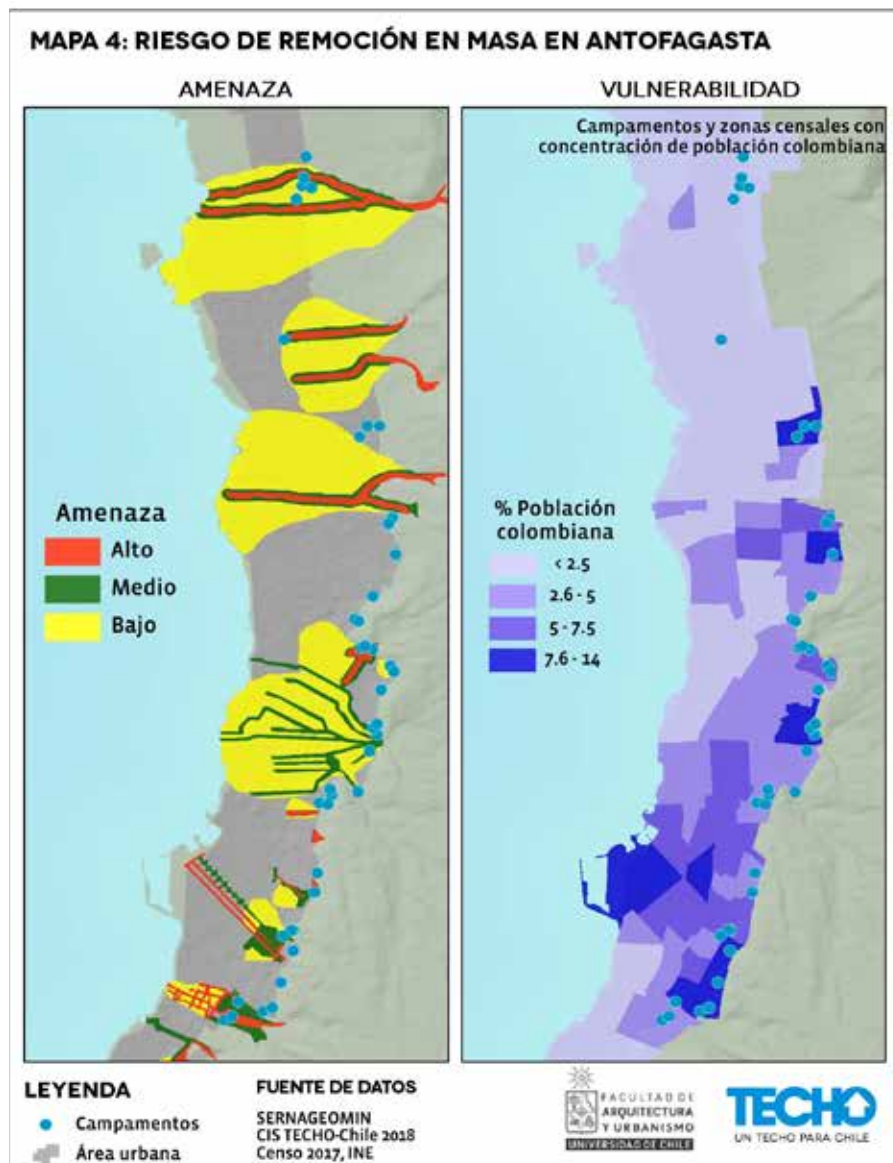 MAPA 4: RIESGO DE REMOCIÓN EN MASA EN ANTOFAGASTA
AMENAZA
Amenaza
Alto
Medio
Bajo
VULNERABILIDAD
Campamentos y zonas censales con
concentración de población colombiana
% Población
colombiana
< 2.5
2.6 - 5
5 - 7.5
7.6 - 14
LEYENDA
Campamentos
Área urbana
FUENTE DE DATOS
SERNAGEOMIN
CIS TECHO-Chile 2018
Censo 2017, INE
FACULTAD DE
ARQUITECTURA
Y URBANISMO
UNIVERSIDAD DE CHILE
TECHO
UN TECHO PARA CHILE